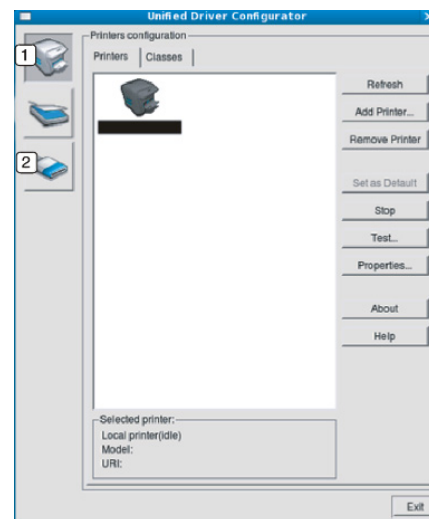 Unified Driver Configurator
1
2
Printers configuration
Printers
Classes
Refresh
Add Printer...
Remove Printer
Set as Default
Stop
Test...
Properties...
About
Help
Selected printer:
Local printer(idle)
Model:
URI:
Exit